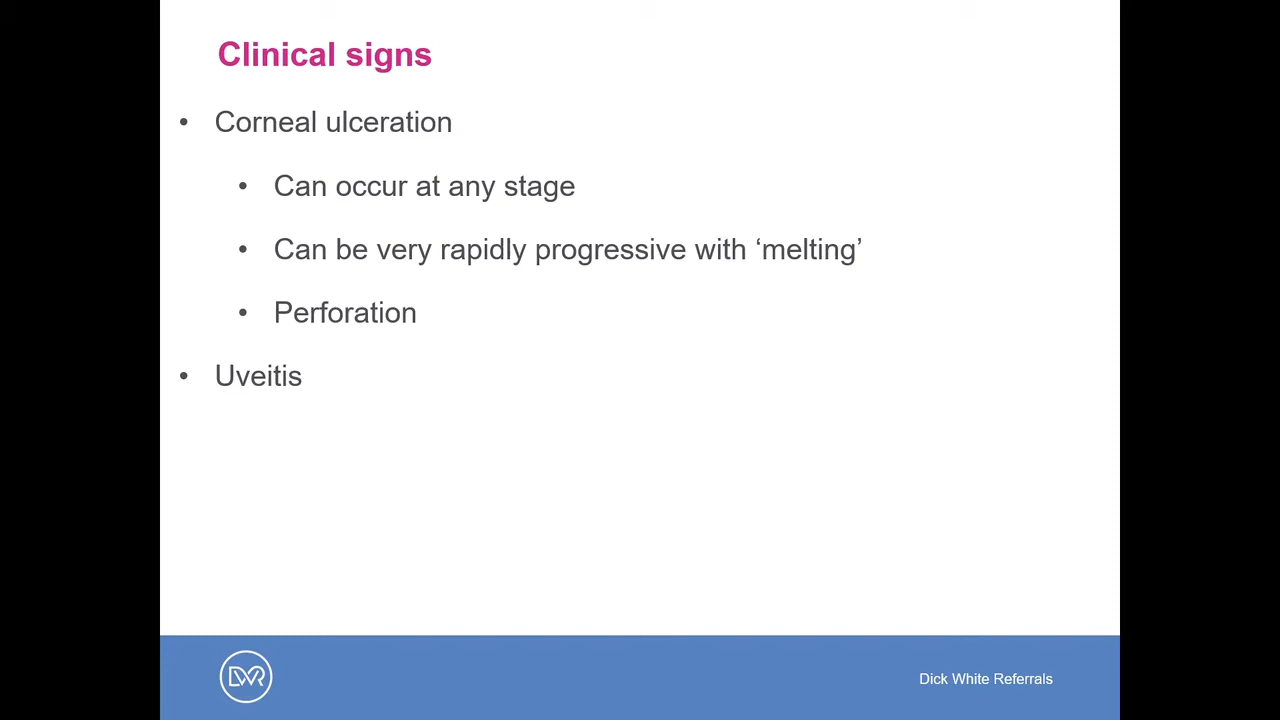 Clinical signs
• Corneal ulceration
• Can occur at any stage
• Can be very rapidly progressive with ‘melting’
• Perforation
• Uveitis
DWR
Dick White Referrals